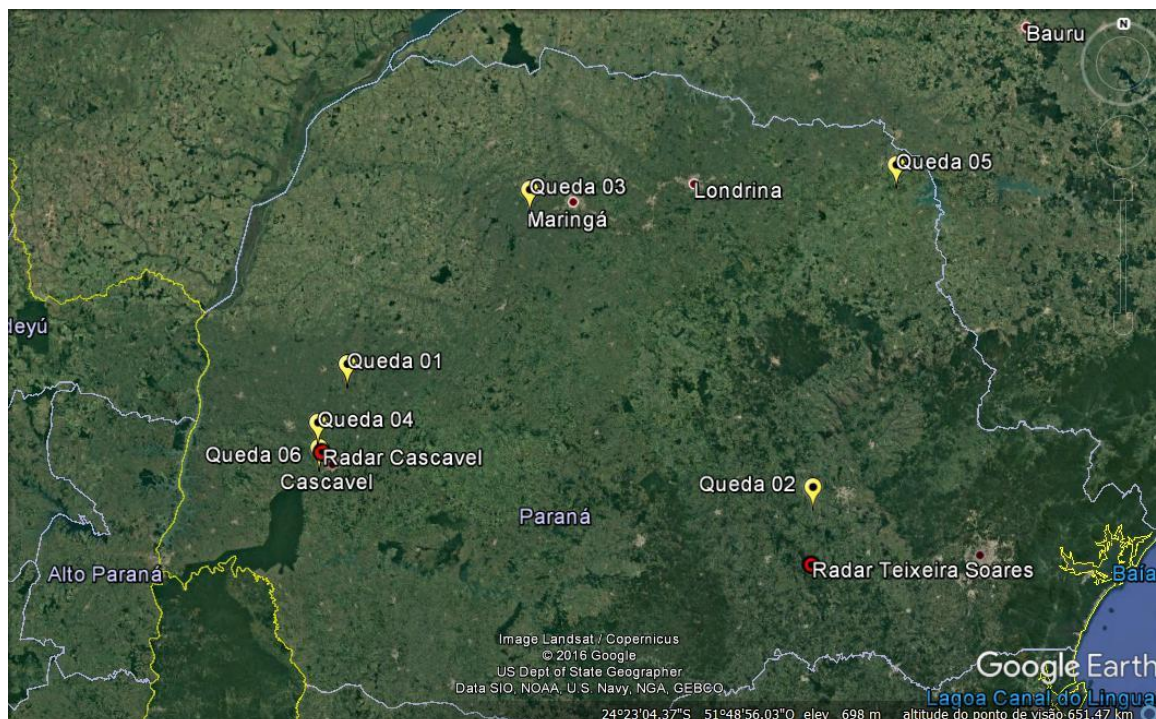 Bauru
N
Queda 05
Queda 03
Londrina
Maringá
deyú
Queda 01
Queda 04
Queda 06
Radar Cascavel
Cascavel
Queda 02
Paraná
Radar Teixeira Soares
Alto Paraná
Baía
Image Landsat / Copernicus
© 2016 Google
US Dept of State Geographer
Data SIO, NOAA, U.S. Navy, NGA, GEBCO
Google Earth
Lagoa Canal do Lingua
24°23'04.37"S 51°48'56.03"O elev 698 m altitude do ponto de visão 651.47 km